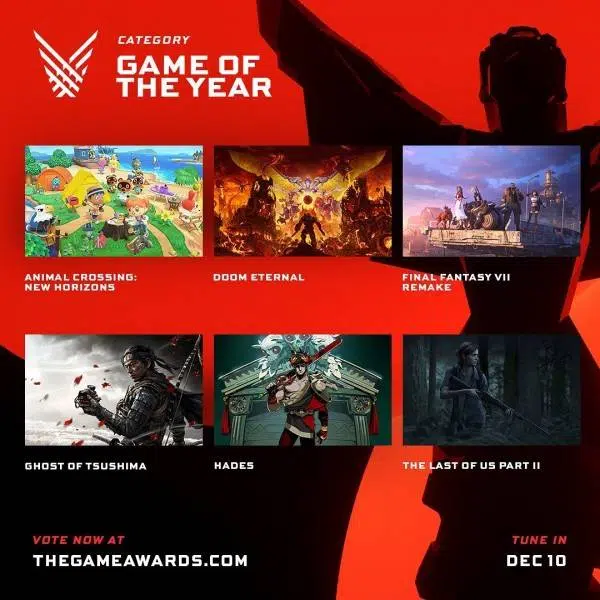 CATEGORY
GAME OF
THE YEAR
ANIMAL CROSSING:
NEW HORIZONS
DOOM ETERNAL
FINAL FANTASY VII
REMAKE
GHOST OF TSUSHIMA
HADES
THE LAST OF US PART II
VOTE NOW AT
THEGAMEAWARDS.COM
TUNE IN
DEC 10